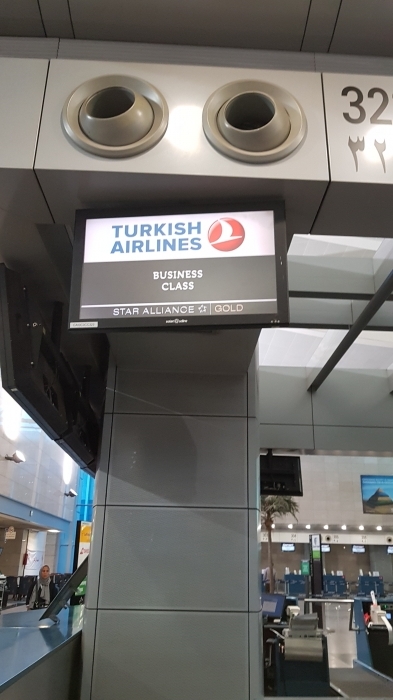 32
٣٢
TURKISH
AIRLINES
BUSINESS
CLASS
STAR ALLIANCE GOLD